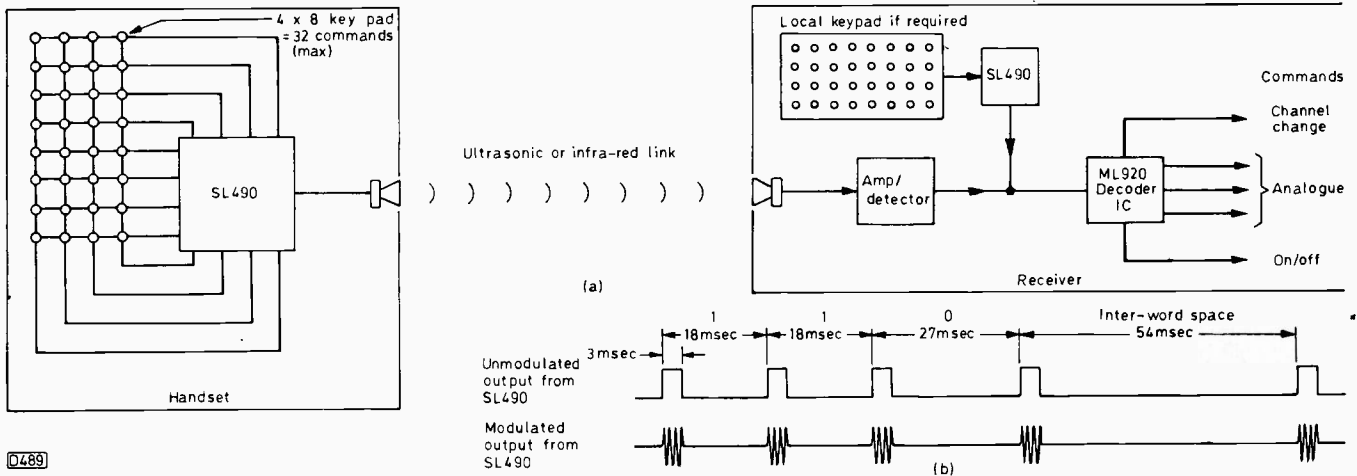 4 x 8 key pad
= 32 commands
(max)
SL490
Handset
Ultrasonic or infra-red link
(a)
Local keypad if required
SL490
Amp/
detector
ML920
Decoder
IC
Commands
Channel
change
Analogue
On/off
Receiver
1 1 0 Inter-word space
18msec 18msec 27msec 54msec
3msec
Unmodulated
output from
SL490
Modulated
output from
SL490
(b)
D489